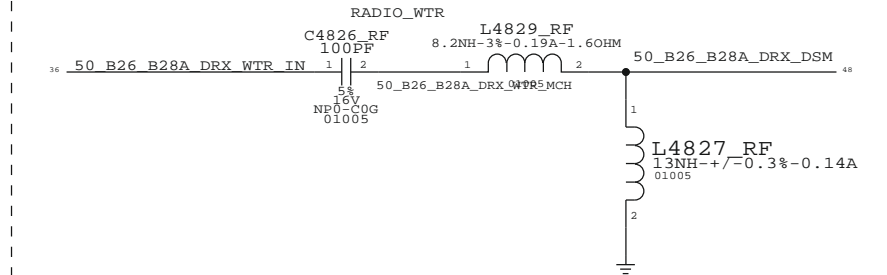 RADIO_WTR
C4826_RF
100PF
L4829_RF
8.2NH-3%-0.19A-1.6OHM
36
50_B26_B28A_DRX_WTR_IN
1
2
1
2
50_B26_B28A_DRX_DSM
48
50_B26_B28A_DRX_WTR_MCH
01005
5%
16V
NP0-C0G
01005
1
L4827_RF
13NH-+/-0.3%-0.14A
01005
2